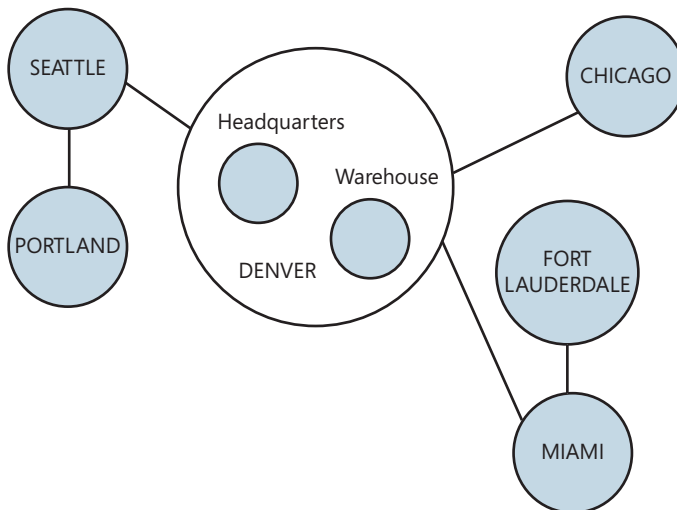 SEATTLE
CHICAGO
Headquarters
Warehouse
PORTLAND
DENVER
FORT
LAUDERDALE
MIAMI